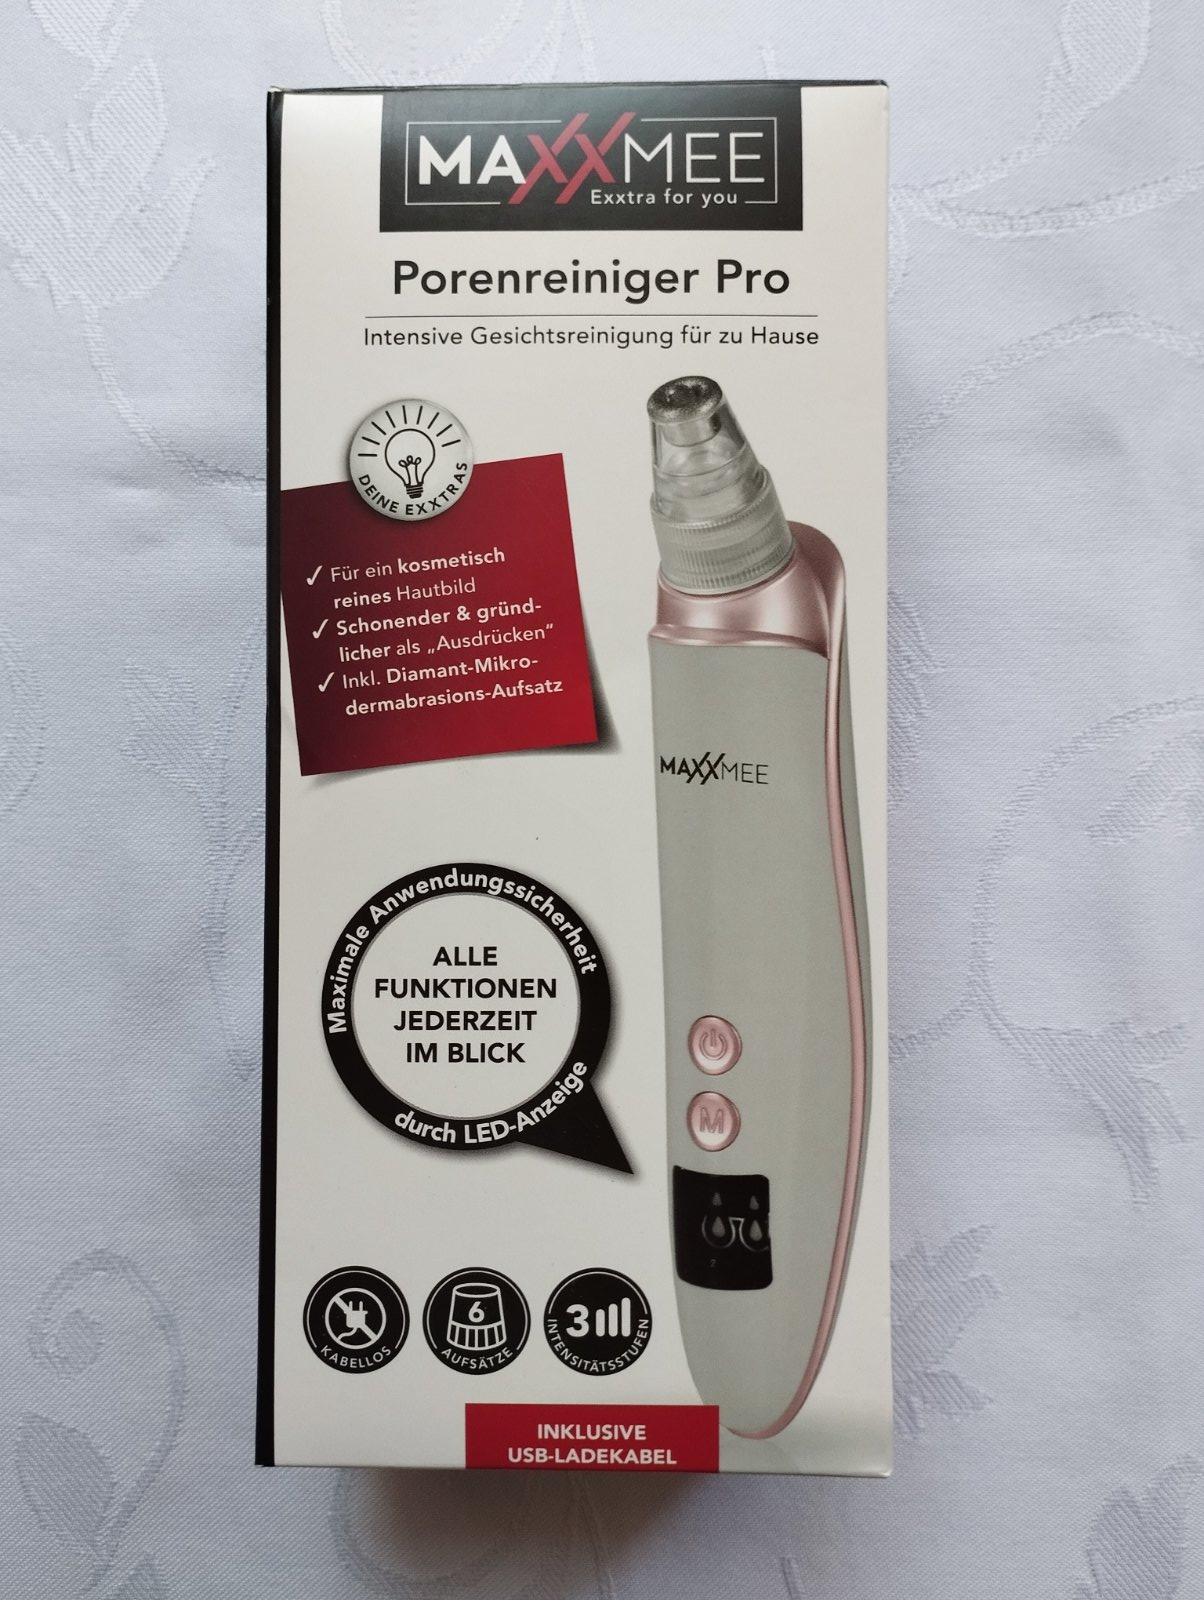 MAXXMEE
Exxtra for you
Porenreiniger Pro
Intensive Gesichtsreinigung für zu Hause
DEINE EXXTRAS
✓ Für ein kosmetisch
reines Hautbild
✓ Schonender & gründ-
licher als „Ausdrücken“
✓ Inkl. Diamant-Mikro-
dermabrasions-Aufsatz
MAXXMEE
Maximale Anwendungssicherheit
ALLE
FUNKTIONEN
JEDERZEIT
IM BLICK
durch LED-Anzeige
M
2
KABELLOS
6
AUFSÄTZE
3
INTENSITÄTSSTUFEN
INKLUSIVE
USB-LADEKABEL